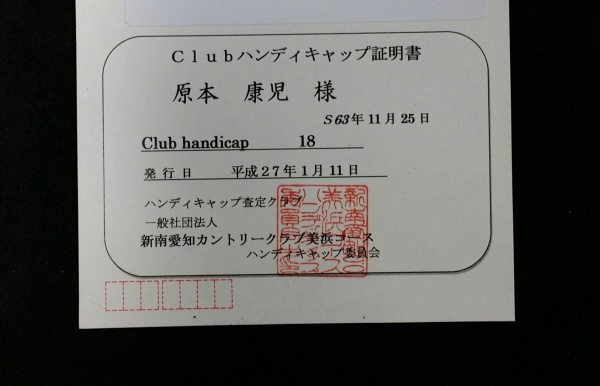 Clubハンディキャップ証明書
原本 康児 様
S63年11月25日
Club handicap 18
発行日 平成27年1月11日
ハンディキャップ査定クラブ
一般社団法人
新南愛知カントリークラブ美浜コース
ハンディキャップ委員会